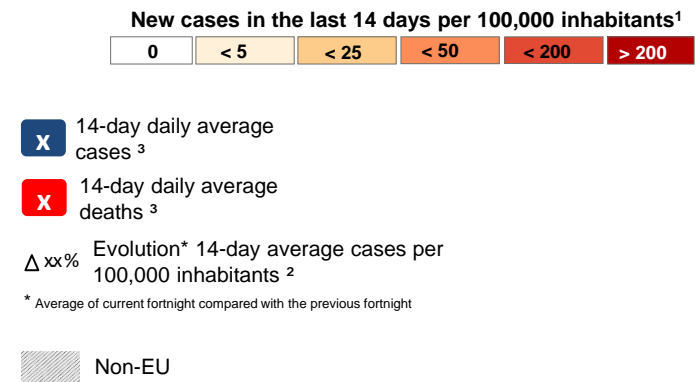 New cases in the last 14 days per 100,000 inhabitants¹
0 < 5 < 25 < 50 < 200 > 200
x 14-day daily average
cases ³
x 14-day daily average
deaths ³
Δ xx% Evolution* 14-day average cases per
100,000 inhabitants ²
* Average of current fortnight compared with the previous fortnight
Non-EU